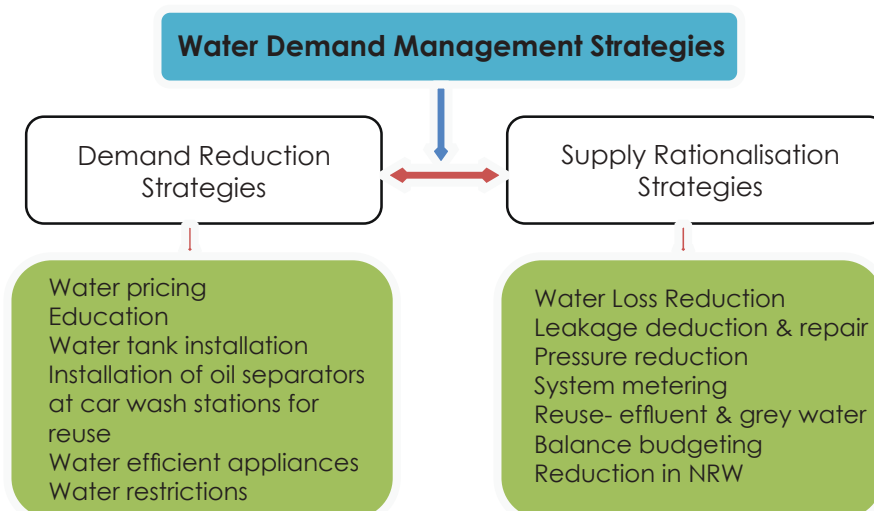 Water Demand Management Strategies
Demand Reduction
Strategies
Supply Rationalisation
Strategies
Water pricing
Education
Water tank installation
Installation of oil separators
at car wash stations for
reuse
Water efficient appliances
Water restrictions
Water Loss Reduction
Leakage deduction & repair
Pressure reduction
System metering
Reuse- effluent & grey water
Balance budgeting
Reduction in NRW